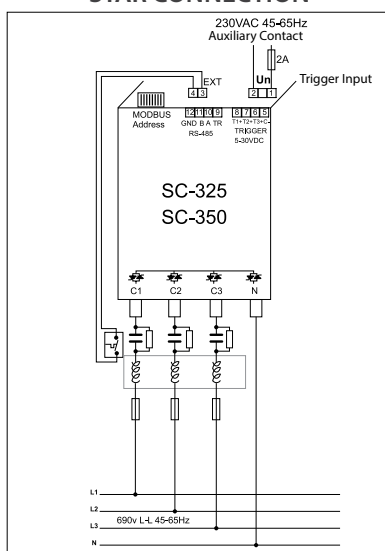 STAR CONNECTION
230VAC 45-65Hz
Auxiliary Contact
2A
Un
Trigger Input
EXT
4 3
2 1
MODBUS
Address
12 11 10 9
GND B A TR
RS-485
8 7 6 5
T1+T2+T3+C-
TRIGGER
5-30VDC
SC-325
SC-350
C1 C2 C3 N
L1
L2
690v L-L 45-65Hz
L3
N